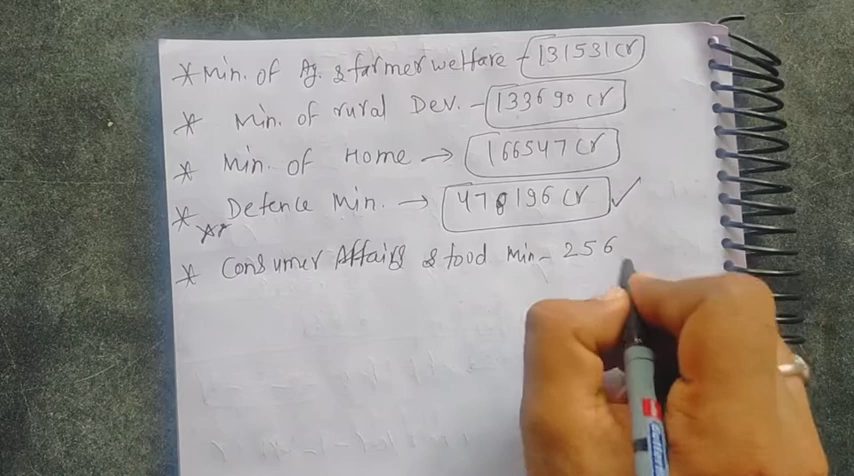 * Min. of Ag. & farmer welfare - 131531 cr
* Min. of rural Dev. - 133690 cr
* Min. of Home → 166547 cr
* Defence Min. → 478196 cr ✓
* Consumer Affairs & food min - 256